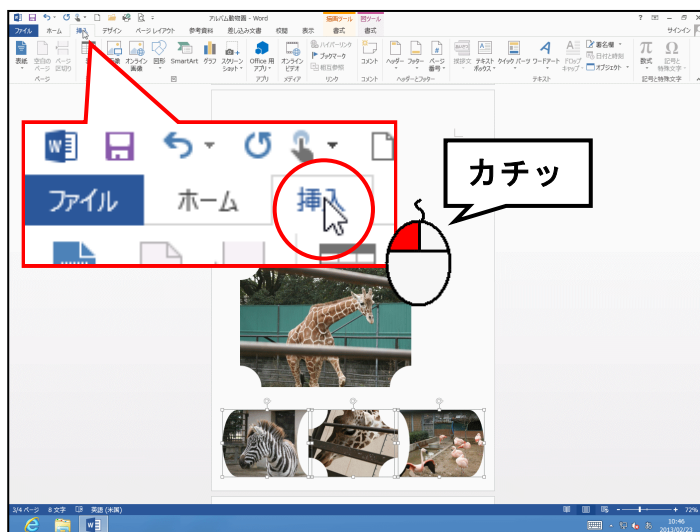 アルバム動物園 - Word
描画ツール 図ツール
ファイル ホーム 挿入 デザイン ページ レイアウト 参考資料 差し込み文書 校閲 表示 書式 書式 サインイン
表紙 空白のページ ページ区切り 画像 オンライン画像 図形 SmartArt グラフ スクリーンショット Office 用アプリ オンラインビデオ ハイパーリンク ブックマーク 相互参照 コメント ヘッダー フッター ページ番号 挨拶文 テキストボックス クイック パーツ ワードアート ドロップキャップ 署名欄 日付と時刻 オブジェクト 数式 記号と特殊文字
ページ 図 アプリ メディア リンク コメント ヘッダーとフッター テキスト 記号と特殊文字
ファイル ホーム 挿入
カチッ
3/4 ページ 8 文字 英語 (米国) 72%
10:46
2013/02/23